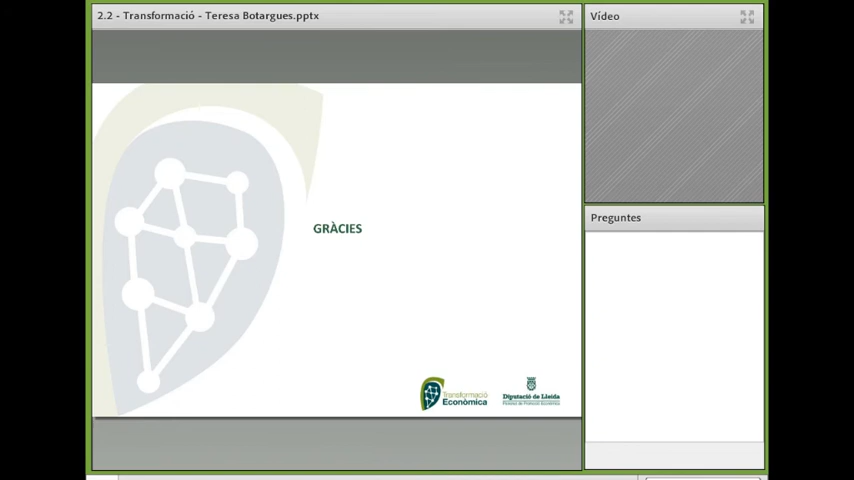 2.2 - Transformació - Teresa Botargues.pptx
Vídeo
Preguntes
GRÀCIES
Transformació
Econòmica
Diputació de Lleida